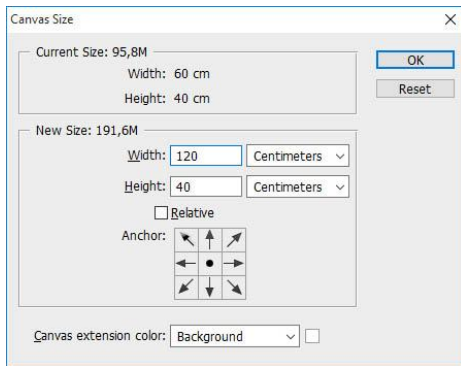 Canvas Size
Current Size: 95,8M
OK
Width: 60 cm
Reset
Height: 40 cm
New Size: 191,6M
Width: 120 Centimeters
Height: 40 Centimeters
Relative
Anchor:
Canvas extension color: Background